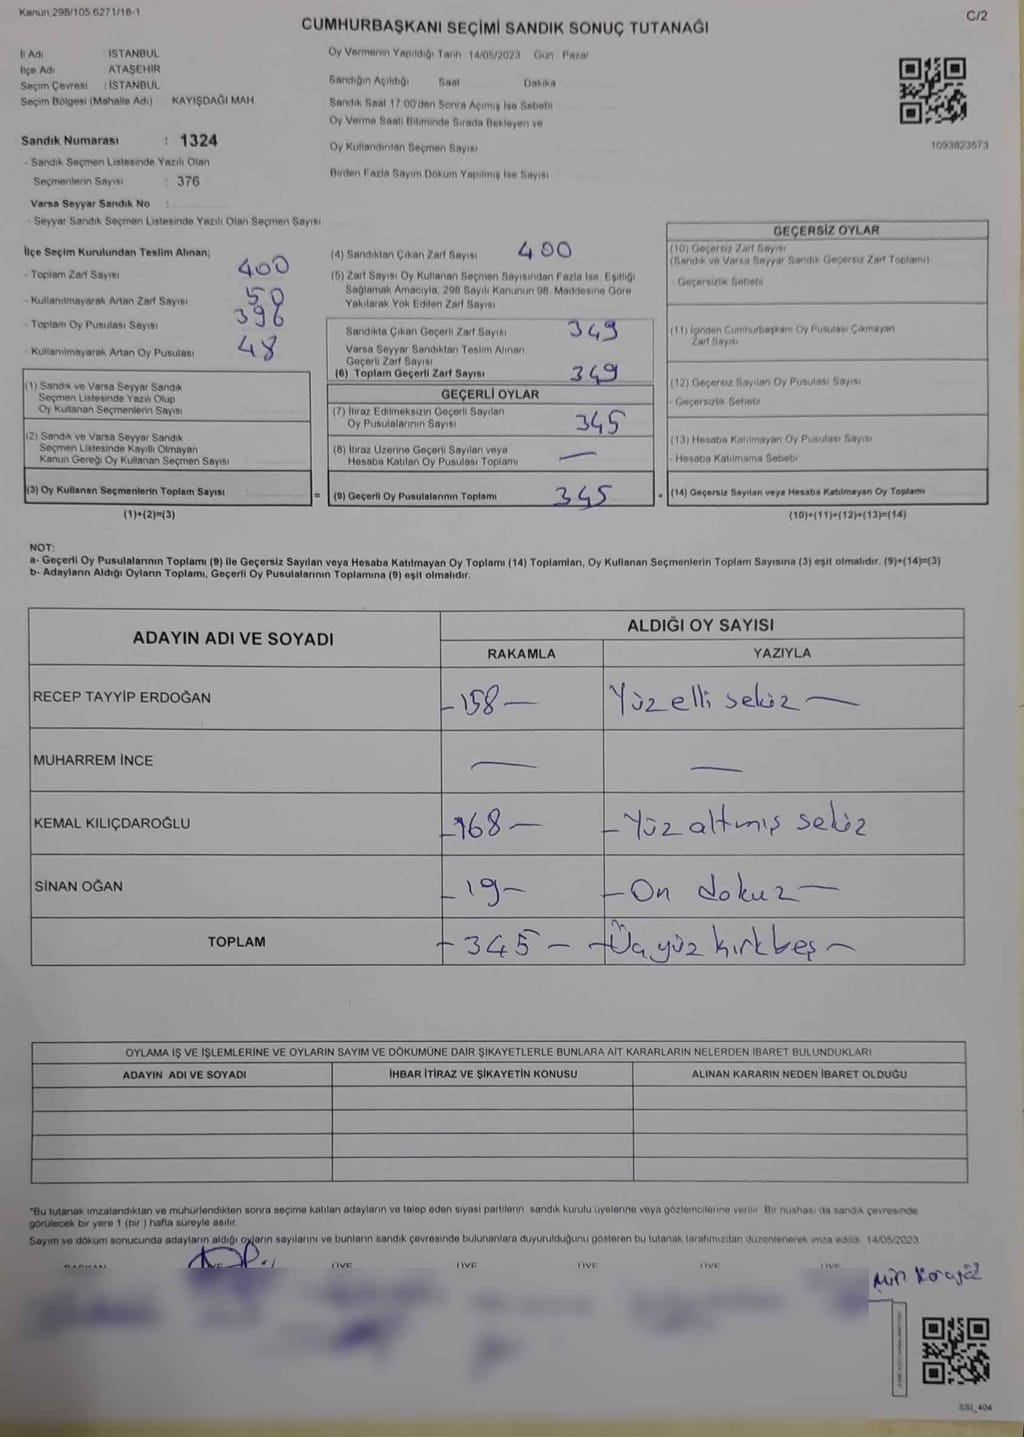 Kanun,298/105,6271/18-1
C/2
CUMHURBAŞKANI SEÇİMİ SANDIK SONUÇ TUTANAĞI
İl Adı : İSTANBUL
İlçe Adı : ATAŞEHİR
Seçim Çevresi : İSTANBUL
Seçim Bölgesi (Mahalle Adı) KAYIŞDAĞI MAH.
Sandık Numarası : 1324
- Sandık Seçmen Listesinde Yazılı Olan
Seçmenlerin Sayısı : 376
Varsa Seyyar Sandık No :
- Seyyar Sandık Seçmen Listesinde Yazılı Olan Seçmen Sayısı
Oy Vermenin Yapıldığı Tarih 14/05/2023 Gün Pazar
Sandığın Açıldığı Saat Dakika
Sandık Saat 17.00'den Sonra Açılmış İse Sebebi
Oy Verme Saati Bitiminde Sırada Bekleyen ve
Oy Kullandırılan Seçmen Sayısı
Birden Fazla Sayım Döküm Yapılmış İse Sayısı
1093823573
İlçe Seçim Kurulundan Teslim Alınan;
- Toplam Zarf Sayısı 400
- Kullanılmayarak Artan Zarf Sayısı 50
- Toplam Oy Pusulası Sayısı 396
- Kullanılmayarak Artan Oy Pusulası 48
(1) Sandık ve Varsa Seyyar Sandık
Seçmen Listesinde Yazılı Olup
Oy Kullanan Seçmenlerin Sayısı
(2) Sandık ve Varsa Seyyar Sandık
Seçmen Listesinde Kayıtlı Olmayan
Kanun Gereği Oy Kullanan Seçmen Sayısı
(3) Oy Kullanan Seçmenlerin Toplam Sayısı =
(1)+(2)=(3)
(4) Sandıktan Çıkan Zarf Sayısı 400
(5) Zarf Sayısı Oy Kullanan Seçmen Sayısından Fazla İse, Eşitliği
Sağlamak Amacıyla, 298 Sayılı Kanunun 98. Maddesine Göre
Yakılarak Yok Edilen Zarf Sayısı
Sandıkta Çıkan Geçerli Zarf Sayısı 349
Varsa Seyyar Sandıktan Teslim Alınan
Geçerli Zarf Sayısı
(6) Toplam Geçerli Zarf Sayısı 349
GEÇERLİ OYLAR
(7) İtiraz Edilmeksizin Geçerli Sayılan
Oy Pusulalarının Sayısı 345
(8) İtiraz Üzerine Geçerli Sayılan veya
Hesaba Katılan Oy Pusulası Toplamı —
(9) Geçerli Oy Pusulalarının Toplamı 345 +
GEÇERSİZ OYLAR
(10) Geçersiz Zarf Sayısı
(Sandık ve Varsa Seyyar Sandık Geçersiz Zarf Toplamı)
- Geçersizlik Sebebi
(11) İçinden Cumhurbaşkanı Oy Pusulası Çıkmayan
Zarf Sayısı
(12) Geçersiz Sayılan Oy Pusulası Sayısı
- Geçersizlik Sebebi
(13) Hesaba Katılmayan Oy Pusulası Sayısı
- Hesaba Katılmama Sebebi
(14) Geçersiz Sayılan veya Hesaba Katılmayan Oy Toplamı
(10)+(11)+(12)+(13)=(14)
NOT:
a- Geçerli Oy Pusulalarının Toplamı (9) ile Geçersiz Sayılan veya Hesaba Katılmayan Oy Toplamı (14) Toplamları, Oy Kullanan Seçmenlerin Toplam Sayısına (3) eşit olmalıdır. (9)+(14)=(3)
b- Adayların Aldığı Oyların Toplamı, Geçerli Oy Pusulalarının Toplamına (9) eşit olmalıdır.
ADAYIN ADI VE SOYADI
ALDIĞI OY SAYISI
RAKAMLA YAZIYLA
RECEP TAYYİP ERDOĞAN -158- Yüz elli sekiz —
MUHARREM İNCE — —
KEMAL KILIÇDAROĞLU -168- -Yüz altmış sekiz
SİNAN OĞAN -19- -On dokuz-
TOPLAM -345- -Üçyüz kırkbeş-
OYLAMA İŞ VE İŞLEMLERİNE VE OYLARIN SAYIM VE DÖKÜMÜNE DAİR ŞİKAYETLERLE BUNLARA AİT KARARLARIN NELERDEN İBARET BULUNDUKLARI
ADAYIN ADI VE SOYADI İHBAR İTİRAZ VE ŞİKAYETİN KONUSU ALINAN KARARIN NEDEN İBARET OLDUĞU
*Bu tutanak imzalandıktan ve mühürlendikten sonra seçime katılan adayların ve talep eden siyasi partilerin sandık kurulu üyelerine veya gözlemcilerine verilir. Bir nüshası da sandık çevresinde
görülecek bir yere 1 (bir ) hafta süreyle asılır.
Sayım ve döküm sonucunda adayların aldığı oyların sayılarını ve bunların sandık çevresinde bulunanlara duyurulduğunu gösteren bu tutanak tarafımızdan düzenlenerek imza edildi. 14/05/2023
BAŞKAN ÜYE ÜYE ÜYE ÜYE ÜYE ÜYE
SSI_404